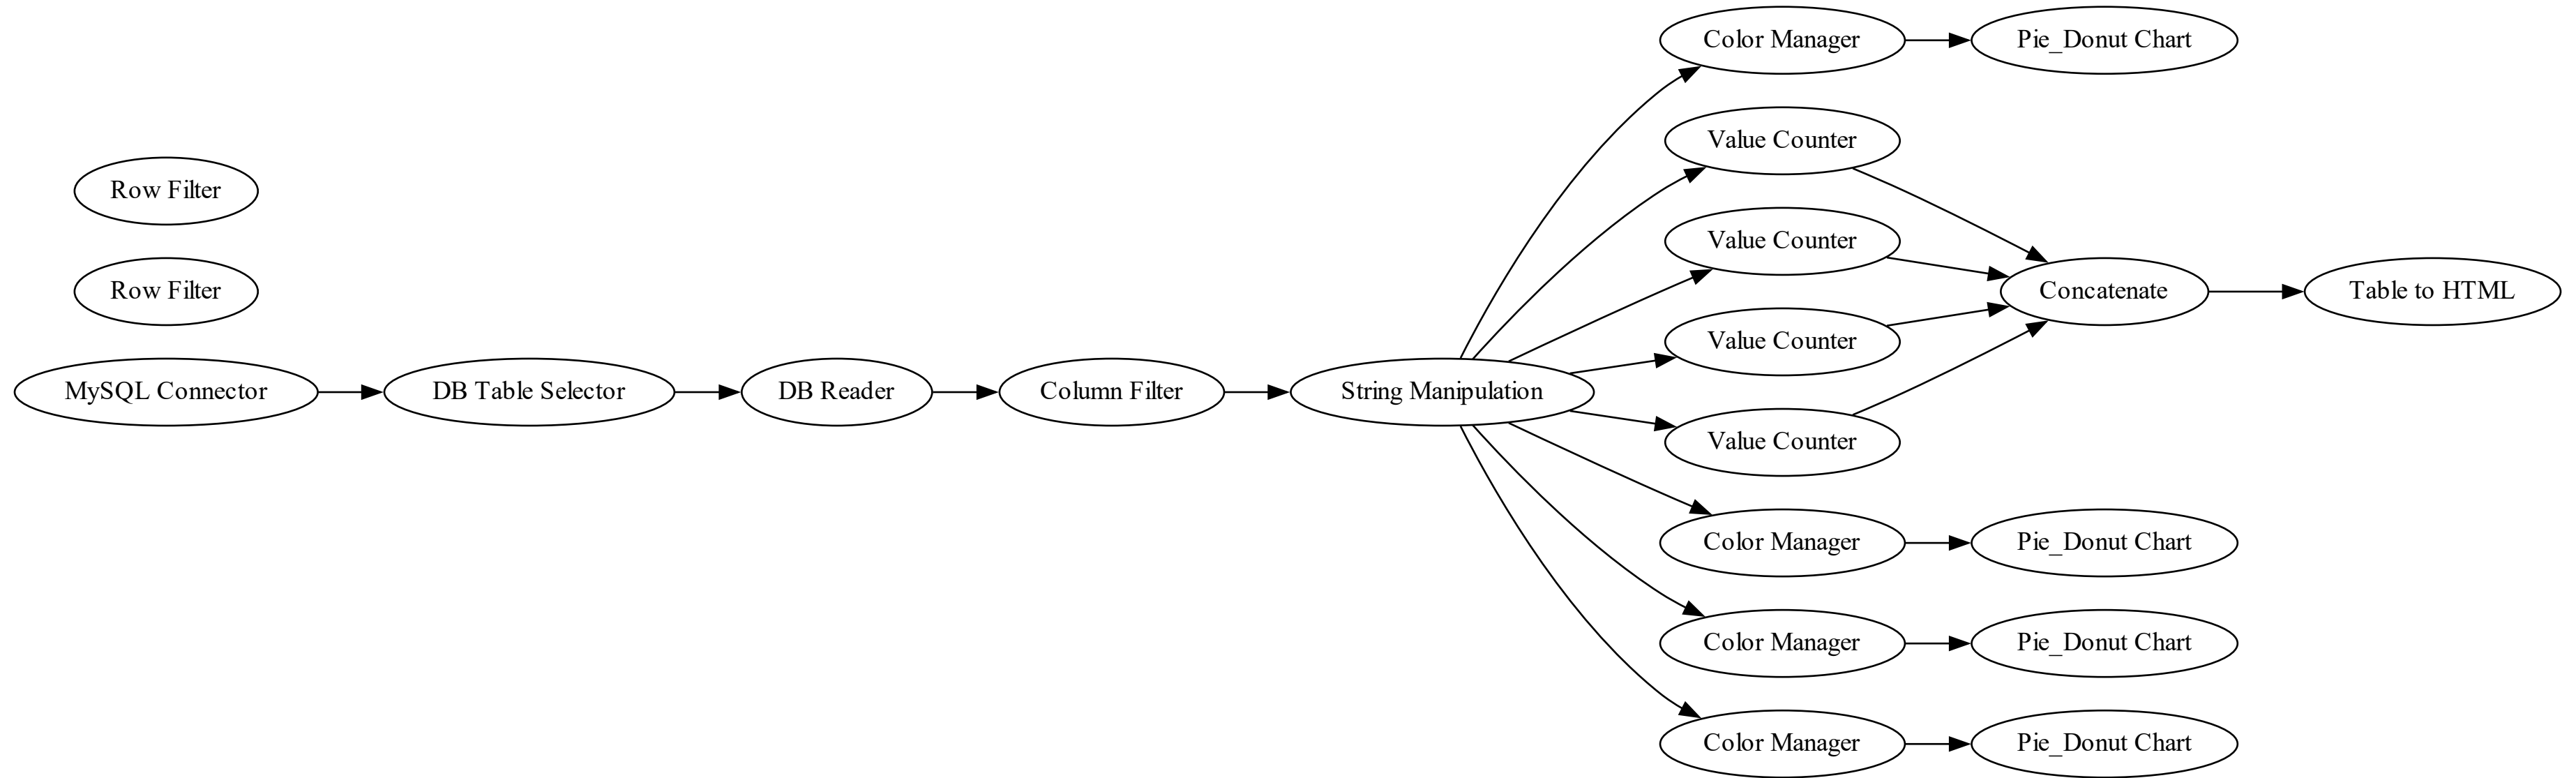 Color Manager
Pie_Donut Chart
Value Counter
Row Filter
Value Counter
Row Filter
Concatenate
Table to HTML
Value Counter
MySQL Connector
DB Table Selector
DB Reader
Column Filter
String Manipulation
Value Counter
Color Manager
Pie_Donut Chart
Color Manager
Pie_Donut Chart
Color Manager
Pie_Donut Chart